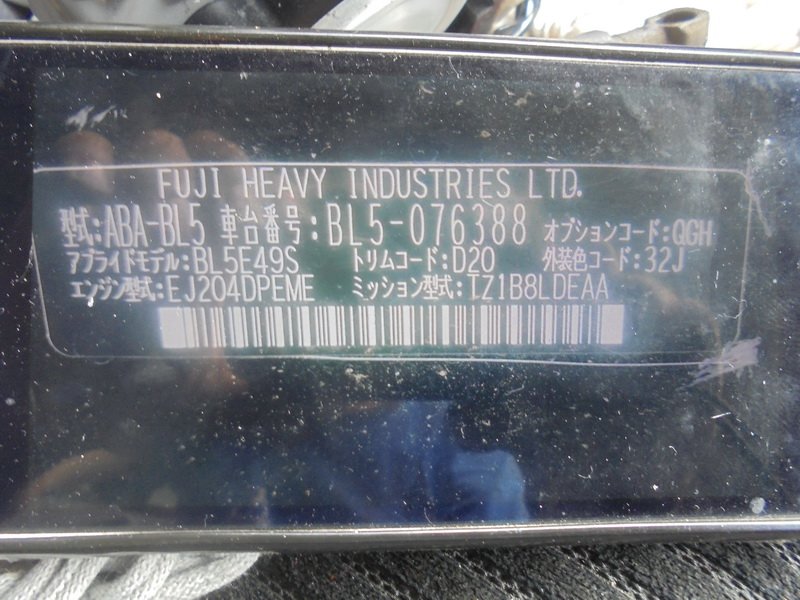 FUJI HEAVY INDUSTRIES LTD.
型式:ABA-BL5 車台番号:BL5-076388 オプションコード:QGH
アプライドモデル:BL5E49S トリムコード:D20 外装色コード:32J
エンジン型式:EJ204DPEME ミッション型式:TZ1B8LDEAA